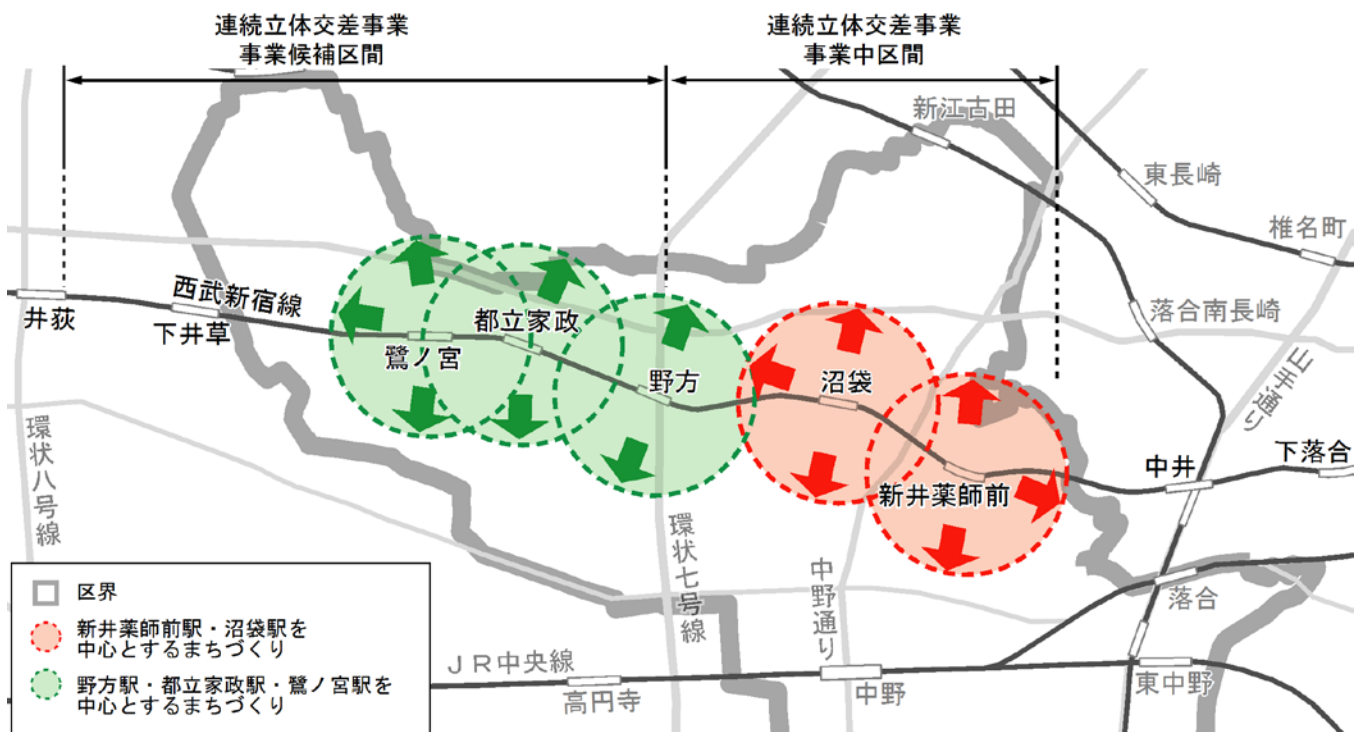 連続立体交差事業
事業候補区間
連続立体交差事業
事業中区間
新江古田
東長崎
椎名町
西武新宿線
井荻
下井草
鷺ノ宮
都立家政
野方
沼袋
新井薬師前
落合南長崎
山手通り
中井
下落合
環状八号線
環状七号線
中野通り
落合
JR中央線
高円寺
中野
東中野
区界
新井薬師前駅・沼袋駅を
中心とするまちづくり
野方駅・都立家政駅・鷺ノ宮駅を
中心とするまちづくり